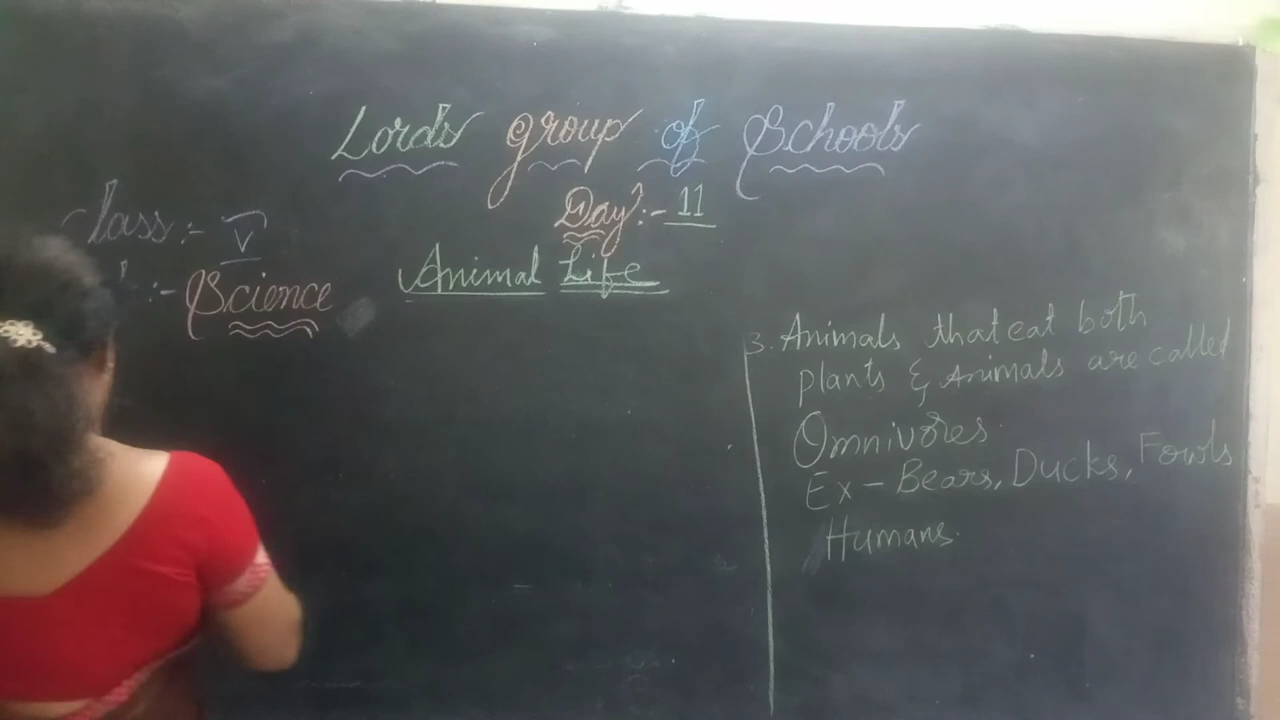 Lords group of Schools
Day:- 11
Class:- V
:- Science
Animal Life
3. Animals that eat both
plants & Animals are called
Omnivores.
Ex- Bears, Ducks, Fowls
Humans.